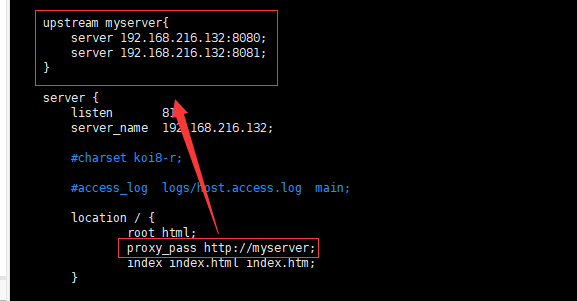 upstream myserver{
server 192.168.216.132:8080;
server 192.168.216.132:8081;
}
server {
listen
server_name 192.168.216.132;
#charset koi8-r;
#access_log logs/host.access.log main;
location / {
root html;
proxy_pass http://myserver;
index index.html index.htm;
}